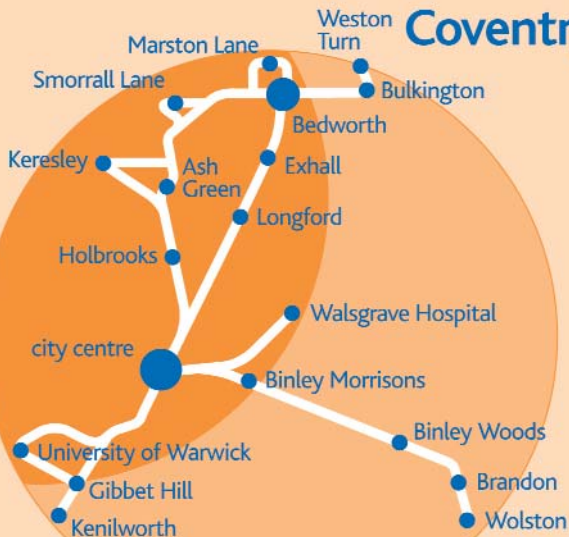 Weston
Turn
Coventr
Marston Lane
Smorrall Lane
Bulkington
Bedworth
Keresley
Ash
Green
Exhall
Longford
Holbrooks
Walsgrave Hospital
city centre
Binley Morrisons
Binley Woods
University of Warwick
Brandon
Gibbet Hill
Wolston
Kenilworth